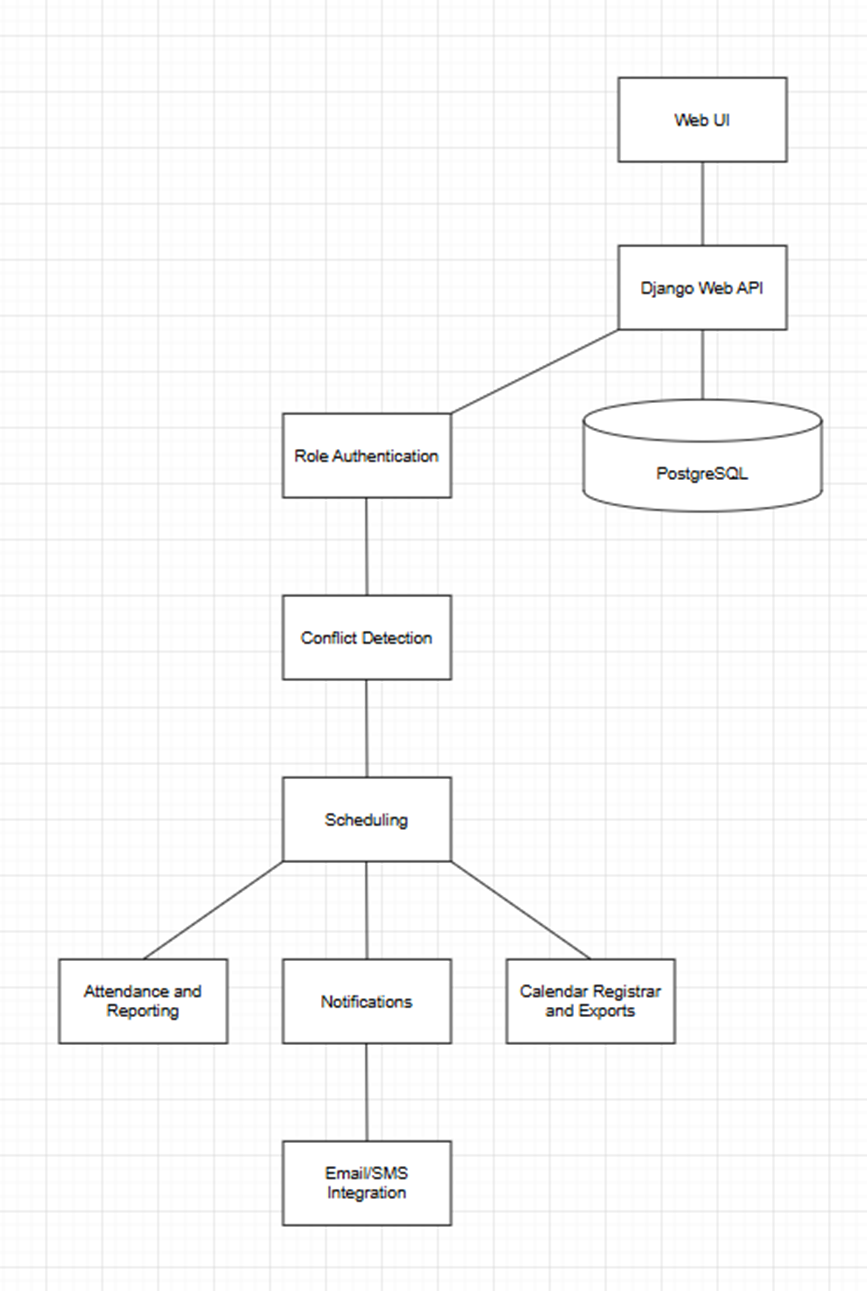 Web UI
Django Web API
Role Authentication
PostgreSQL
Conflict Detection
Scheduling
Attendance and
Reporting
Notifications
Calendar Registrar
and Exports
Email/SMS
Integration